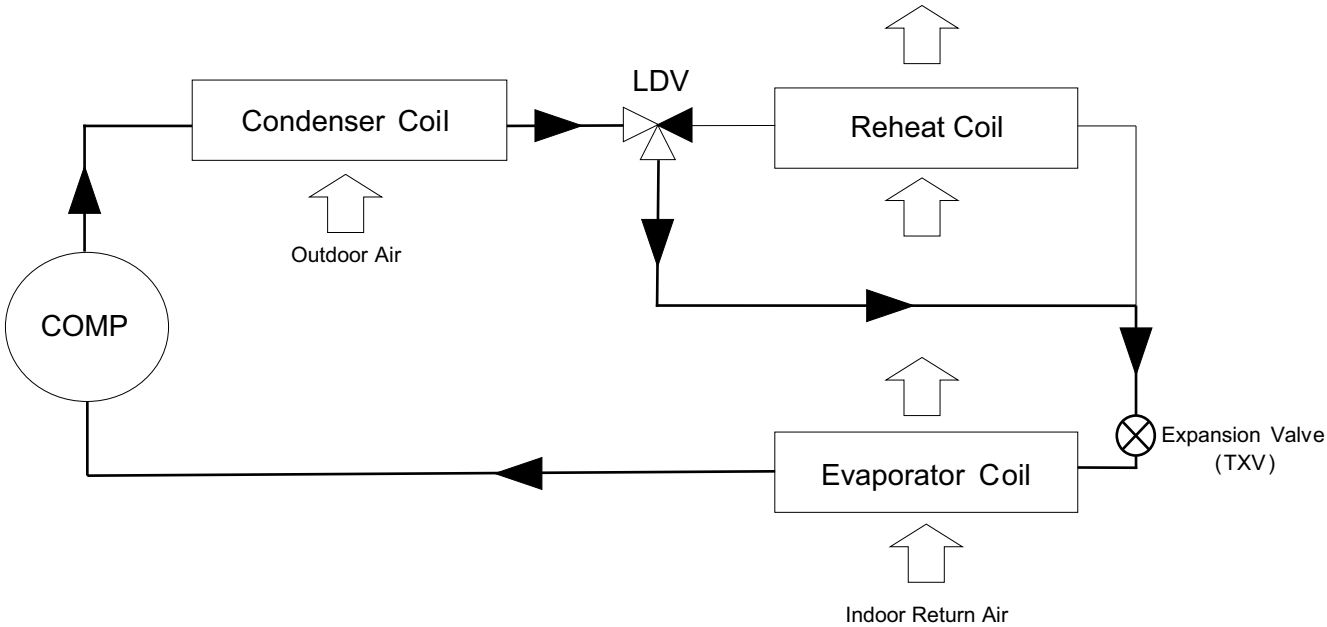 LDV
Condenser Coil
Reheat Coil
Outdoor Air
COMP
Expansion Valve
(TXV)
Evaporator Coil
Indoor Return Air